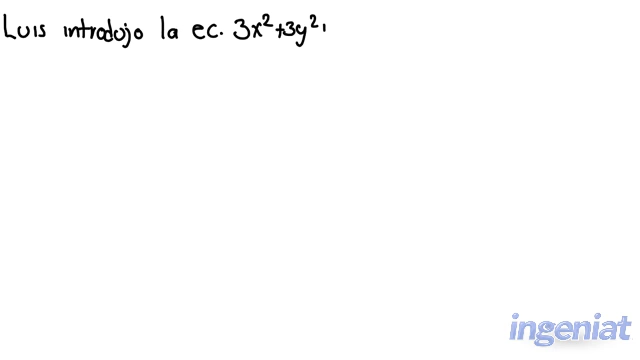 Luis introdujo la ec. 3x²+3y²
ingeniat